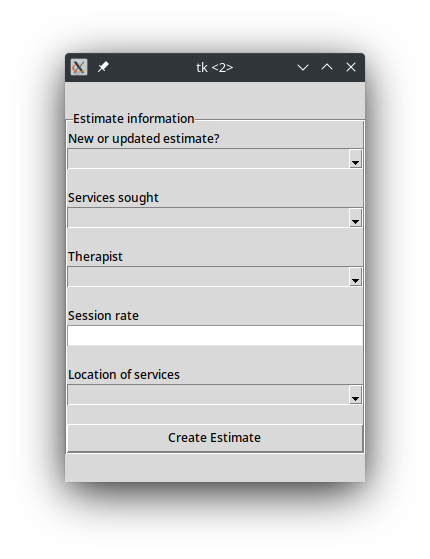 tk <2>
Estimate information
New or updated estimate?
Services sought
Therapist
Session rate
Location of services
Create Estimate